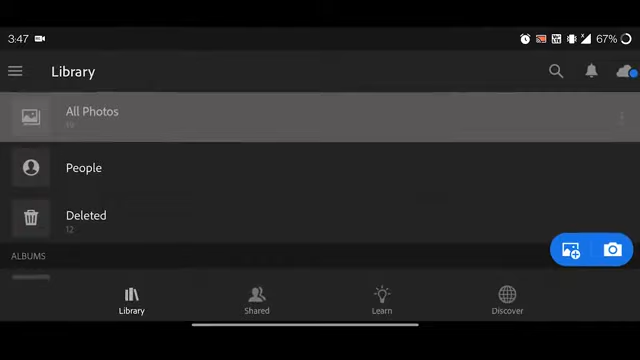 3:47
67%
Library
All Photos
People
Deleted
12
ALBUMS
Library
Shared
Learn
Discover